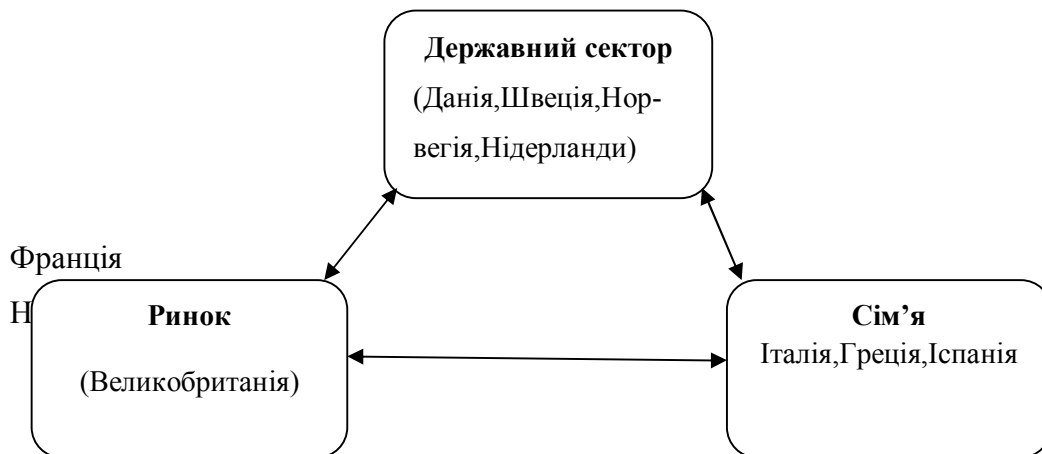 Державний сектор
(Данія,Швеція,Нор-
вегія,Нідерланди)
Франція
Н
Ринок
(Великобританія)
Сім’я
Італія,Греція,Іспанія